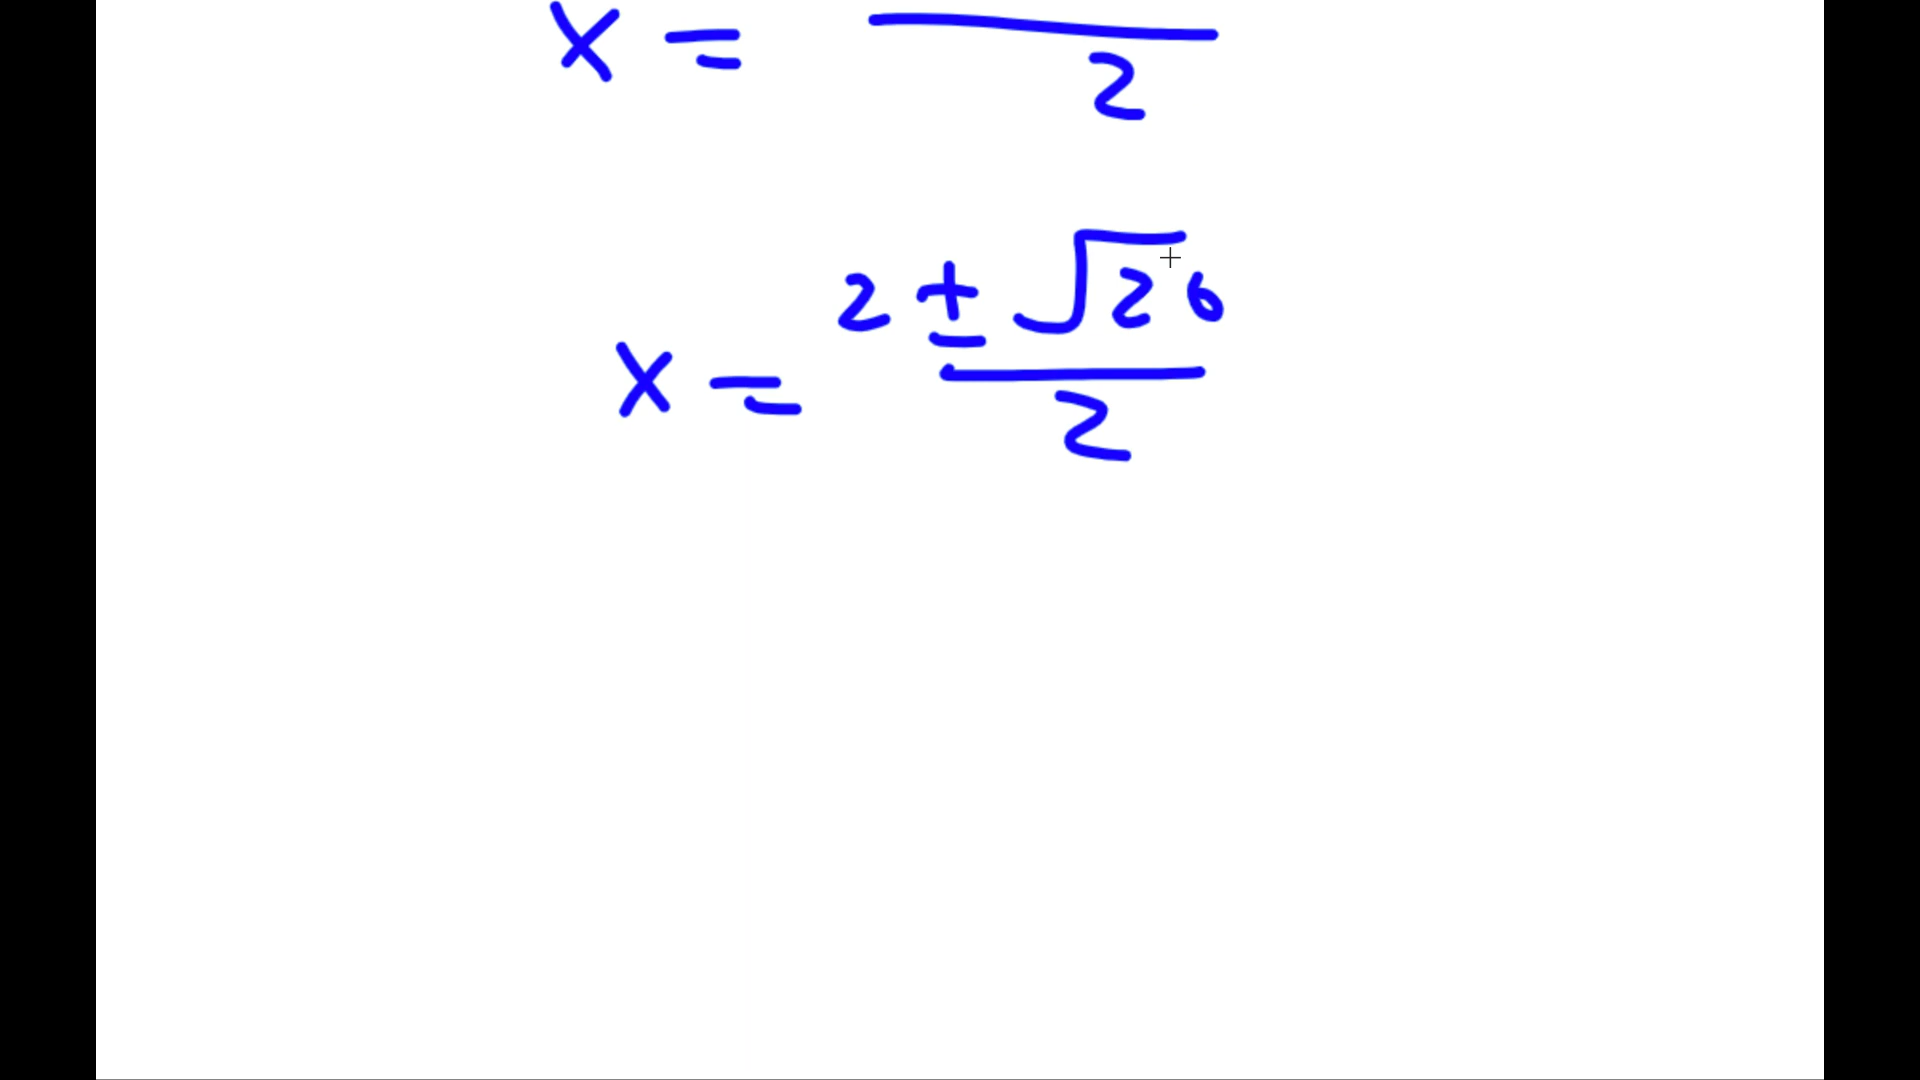 x = ─── / 2
x = (2 ± √26) / 2